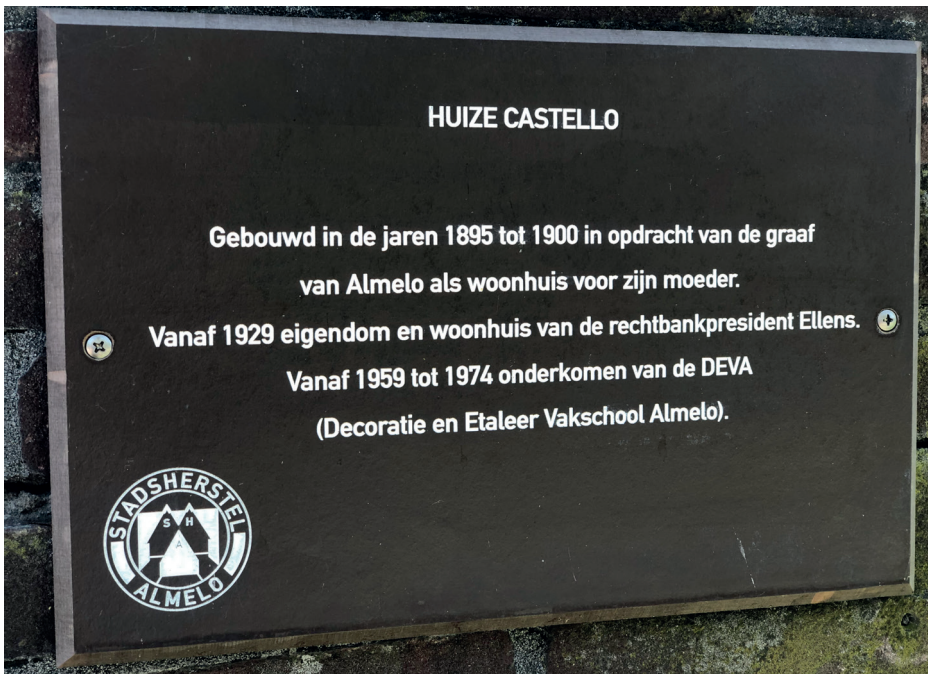 HUIZE CASTELLO
Gebouwd in de jaren 1895 tot 1900 in opdracht van de graaf
van Almelo als woonhuis voor zijn moeder.
Vanaf 1929 eigendom en woonhuis van de rechtbankpresident Ellens.
Vanaf 1959 tot 1974 onderkomen van de DEVA
(Decoratie en Etaleer Vakschool Almelo).
STADSHERSTEL
S H
A
ALMELO